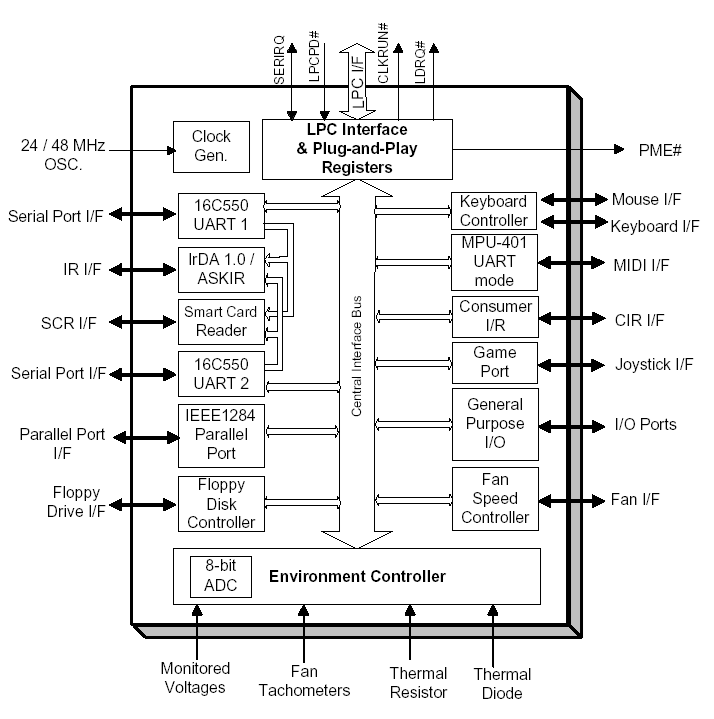 SERIRQ
LPCPD#
LPC I/F
CLKRUN#
LDRQ#
24 / 48 MHz
OSC.
Clock
Gen.
LPC Interface
& Plug-and-Play
Registers
PME#
Serial Port I/F
16C550
UART 1
IR I/F
IrDA 1.0 /
ASKIR
SCR I/F
Smart Card
Reader
Serial Port I/F
16C550
UART 2
Parallel Port
I/F
IEEE1284
Parallel
Port
Floppy
Drive I/F
Floppy
Disk
Controller
Central Interface Bus
Keyboard
Controller
Mouse I/F
Keyboard I/F
MPU-401
UART
mode
MIDI I/F
Consumer
I/R
CIR I/F
Game
Port
Joystick I/F
General
Purpose
I/O
I/O Ports
Fan
Speed
Controller
Fan I/F
8-bit
ADC
Environment Controller
Monitored
Voltages
Fan
Tachometers
Thermal
Resistor
Thermal
Diode